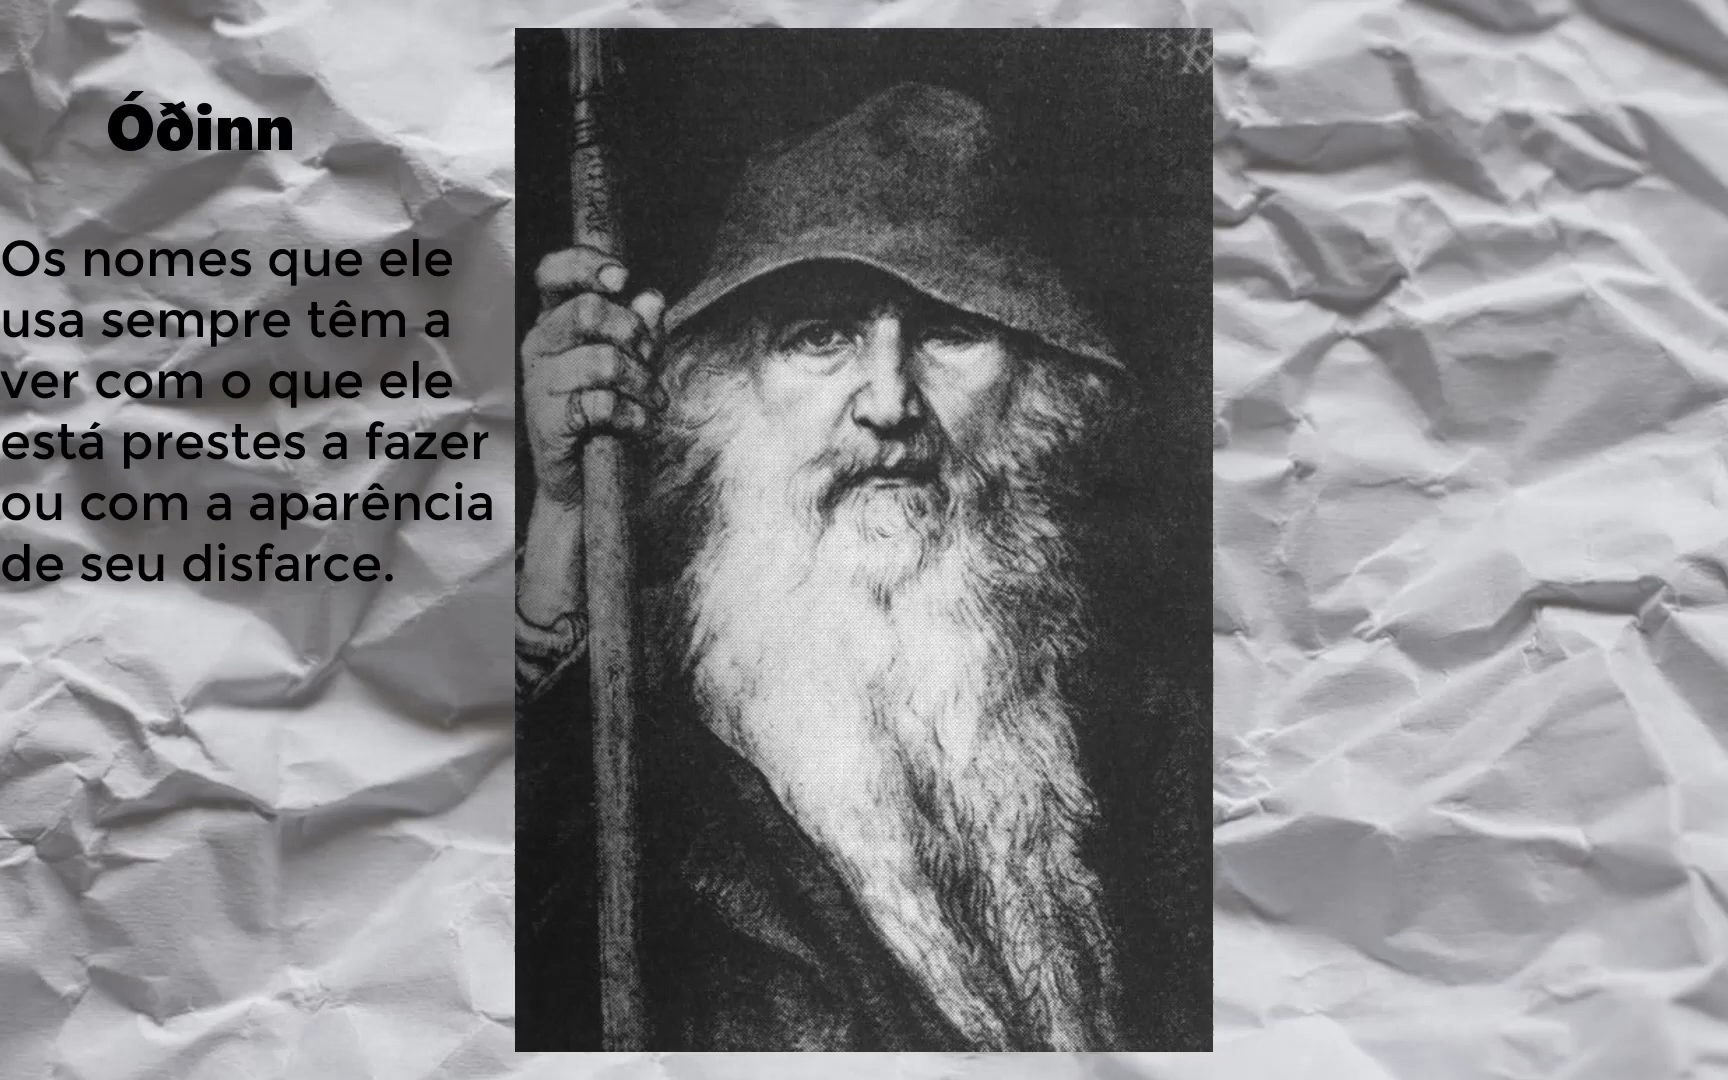 Óðinn
Os nomes que ele
usa sempre têm a
ver com o que ele
está prestes a fazer
ou com a aparência
de seu disfarce.